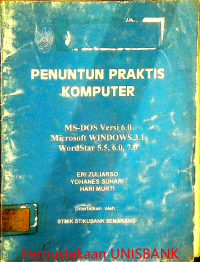 PENUNTUN PRAKTIS
KOMPUTER
MS-DOS Versi 6.0
Microsoft WINDOWS 3.1
WordStar 5.5, 6.0, 7.0
ERI ZULIARSO
YOHANES SUHARI
HARI MURTI
Diterbitkan oleh :
STMIK STIKUBANK SEMARANG
Perpustakaan UNISBANK